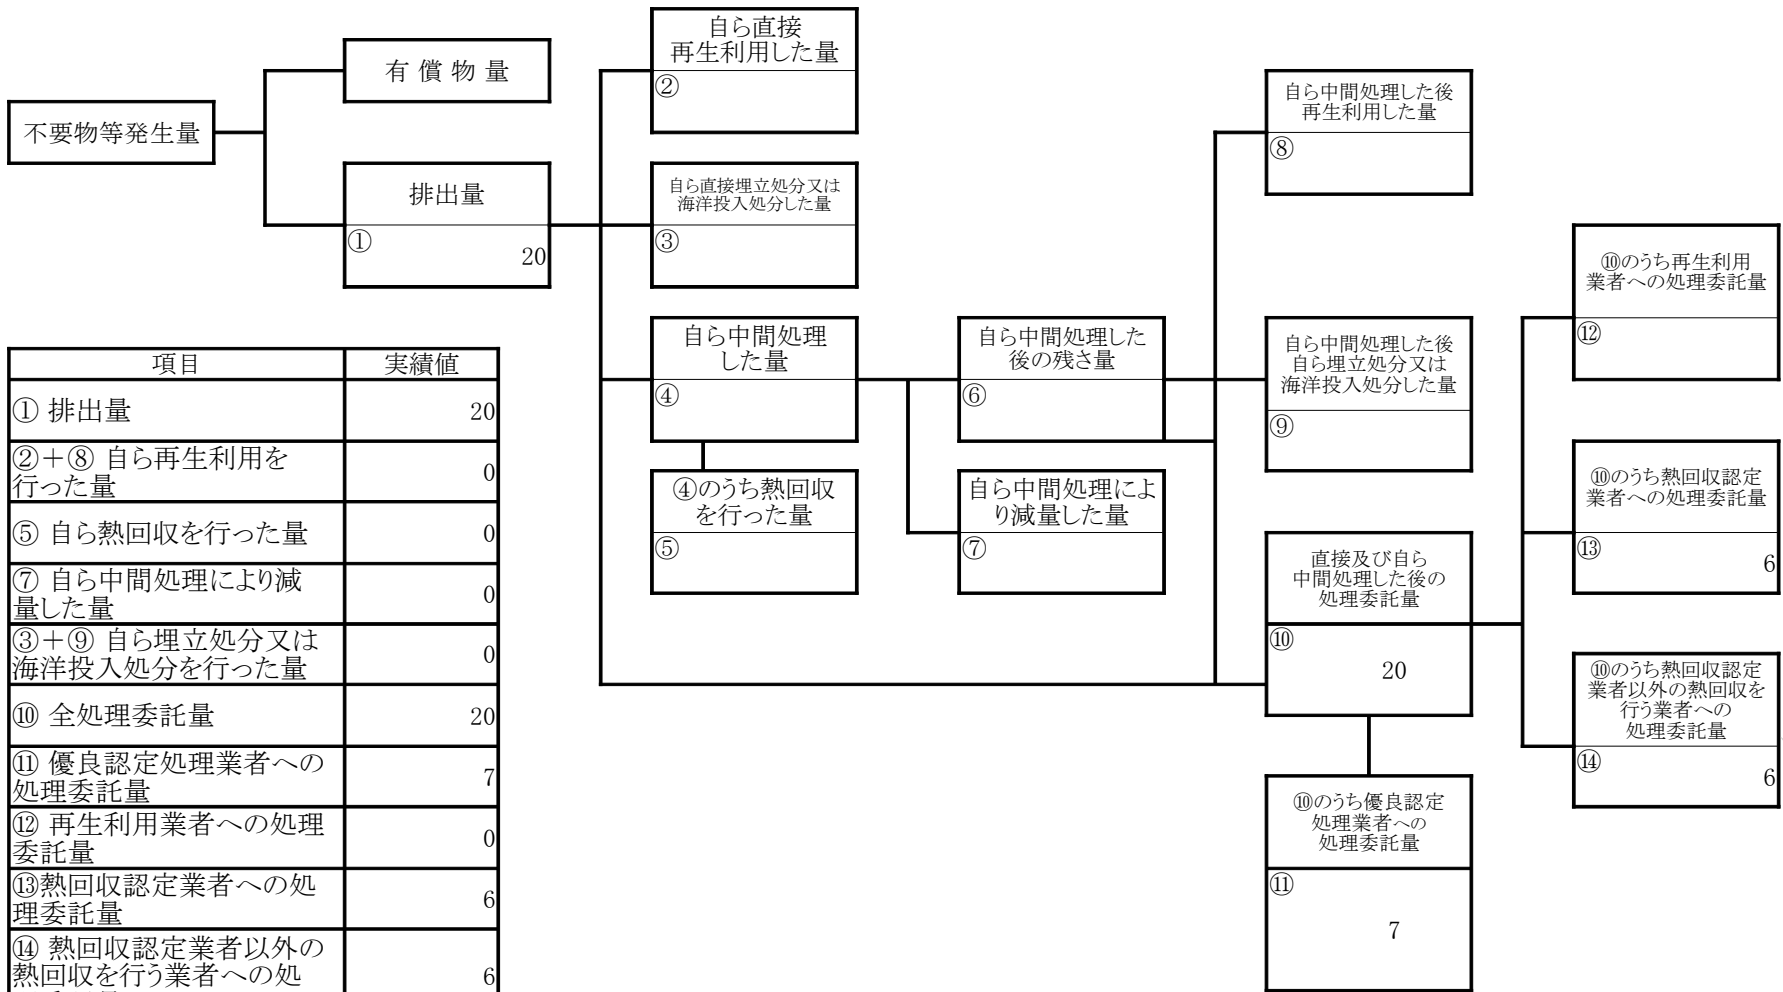 不要物等発生量
有 償 物 量
排出量
①
20
自ら直接
再生利用した量
②
自ら直接埋立処分又は
海洋投入処分した量
③
自ら中間処理
した量
④
④のうち熱回収
を行った量
⑤
自ら中間処理した
後の残さ量
⑥
自ら中間処理によ
り減量した量
⑦
自ら中間処理した後
再生利用した量
⑧
自ら中間処理した後
自ら埋立処分又は
海洋投入処分した量
⑨
直接及び自ら
中間処理した後の
処理委託量
⑩
20
⑩のうち優良認定
処理業者への
処理委託量
⑪
7
⑩のうち再生利用
業者への処理委託量
⑫
⑩のうち熱回収認定
業者への処理委託量
⑬
6
⑩のうち熱回収認定
業者以外の熱回収を
行う業者への
処理委託量
⑭
6
項目 実績値
① 排出量 20
②＋⑧ 自ら再生利用を
行った量 0
⑤ 自ら熱回収を行った量 0
⑦ 自ら中間処理により減
量した量 0
③＋⑨ 自ら埋立処分又は
海洋投入処分を行った量 0
⑩ 全処理委託量 20
⑪ 優良認定処理業者への
処理委託量 7
⑫ 再生利用業者への処理
委託量 0
⑬熱回収認定業者への処
理委託量 6
⑭ 熱回収認定業者以外の
熱回収を行う業者への処 6